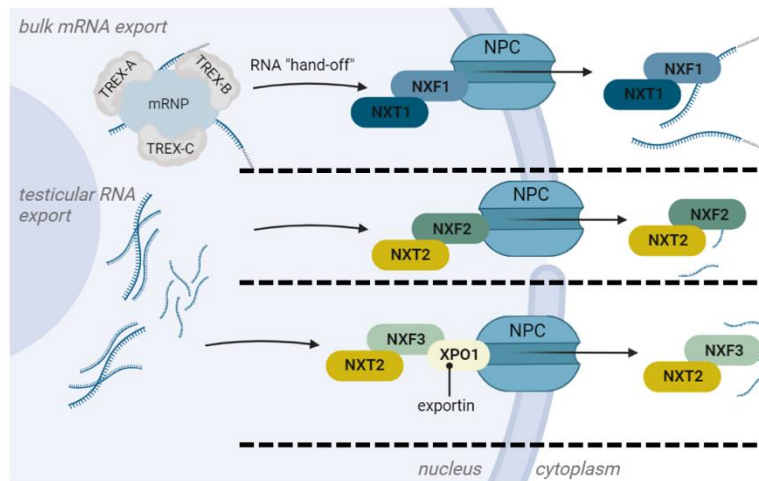 bulk mRNA export
TREX-A
TREX-B
mRNP
TREX-C
RNA "hand-off"
NXT1
NXF1
NPC
NXF1
NXT1
testicular RNA
export
NXT2
NXF2
NPC
NXF2
NXT2
NXT2
NXF3
XPO1
exportin
NPC
NXF3
NXT2
nucleus
cytoplasm